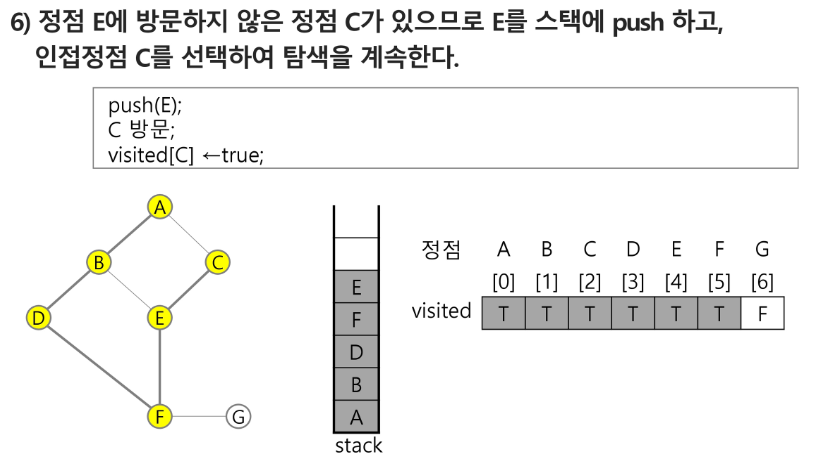 6) 정점 E에 방문하지 않은 정점 C가 있으므로 E를 스택에 push 하고,
인접정점 C를 선택하여 탐색을 계속한다.
push(E);
C 방문;
visited[C] ←true;
A
B
C
D
E
F
G
E
F
D
B
A
stack
정점 A B C D E F G
[0] [1] [2] [3] [4] [5] [6]
visited T T T T T T F